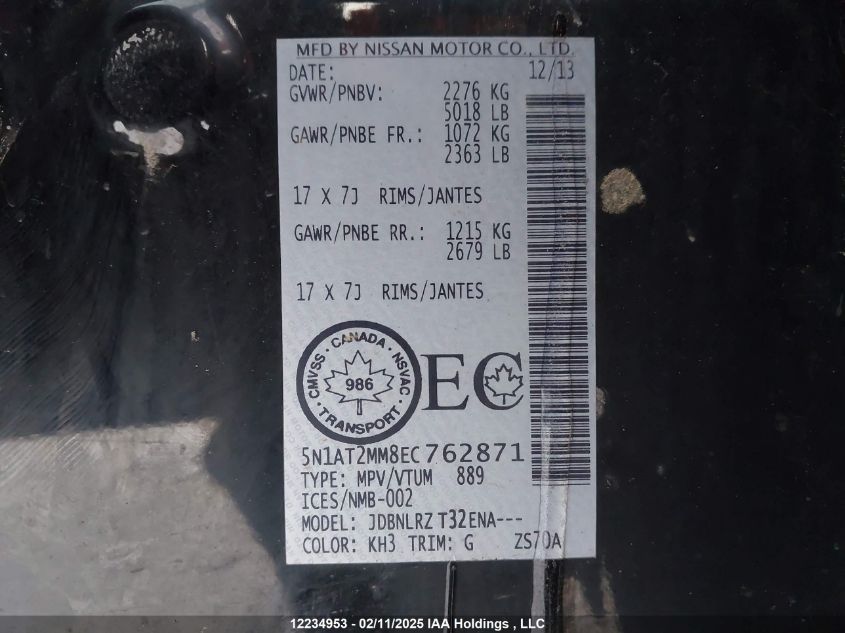 MFD BY NISSAN MOTOR CO., LTD.
DATE: 12/13
GVWR/PNBV: 2276 KG
5018 LB
GAWR/PNBE FR.: 1072 KG
2363 LB
17 X 7J RIMS/JANTES
GAWR/PNBE RR.: 1215 KG
2679 LB
17 X 7J RIMS/JANTES
CMVSS · CANADA · NSVAC · TRANSPORT ·
986
EC
5N1AT2MM8EC762871
TYPE: MPV/VTUM 889
ICES/NMB-002
MODEL: JDBNLRZ T32ENA---
COLOR: KH3 TRIM: G ZS70A
12234953 - 02/11/2025 IAA Holdings , LLC